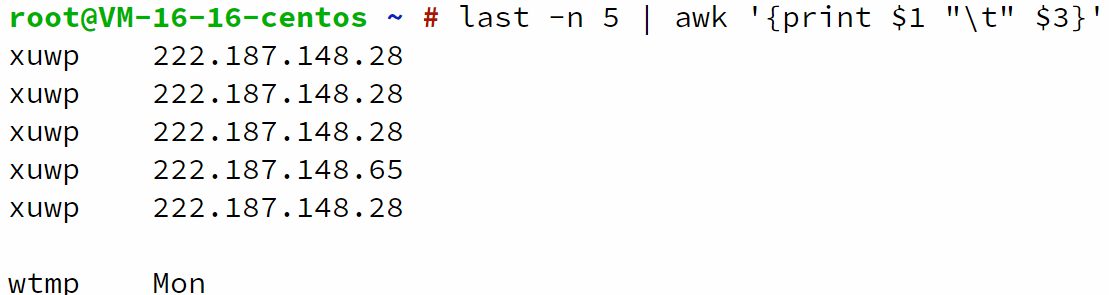 root@VM-16-16-centos ~ # last -n 5 | awk '{print $1 "\t" $3}'
xuwp    222.187.148.28
xuwp    222.187.148.28
xuwp    222.187.148.28
xuwp    222.187.148.65
xuwp    222.187.148.28
wtmp    Mon